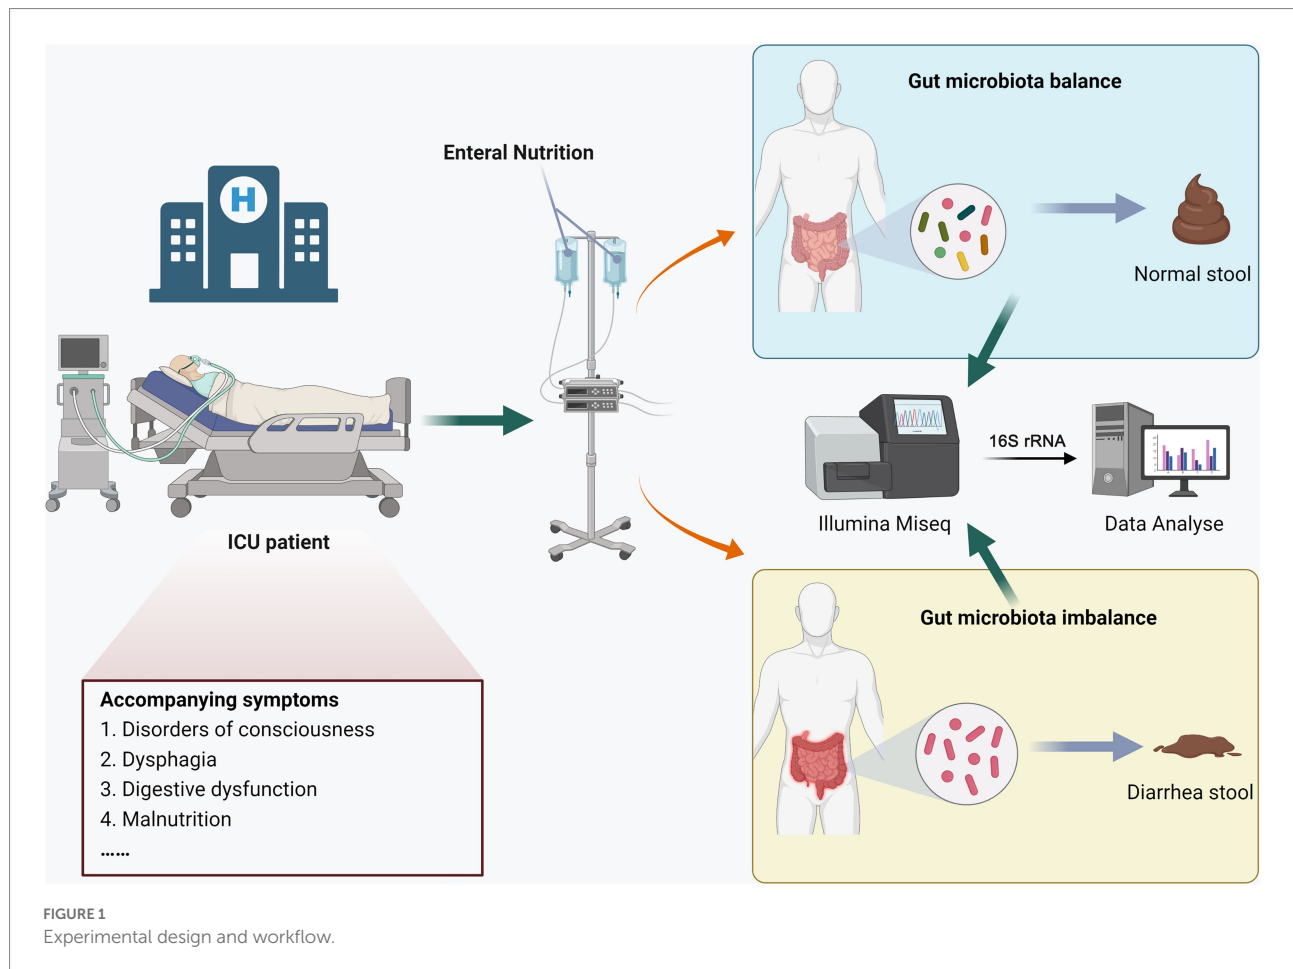 Gut microbiota balance
Enteral Nutrition
H
Normal stool
16S rRNA
Illumina Miseq
Data Analyse
ICU patient
Gut microbiota imbalance
Accompanying symptoms
1. Disorders of consciousness
2. Dysphagia
3. Digestive dysfunction
4. Malnutrition
......
Diarrhea stool
FIGURE 1
Experimental design and workflow.